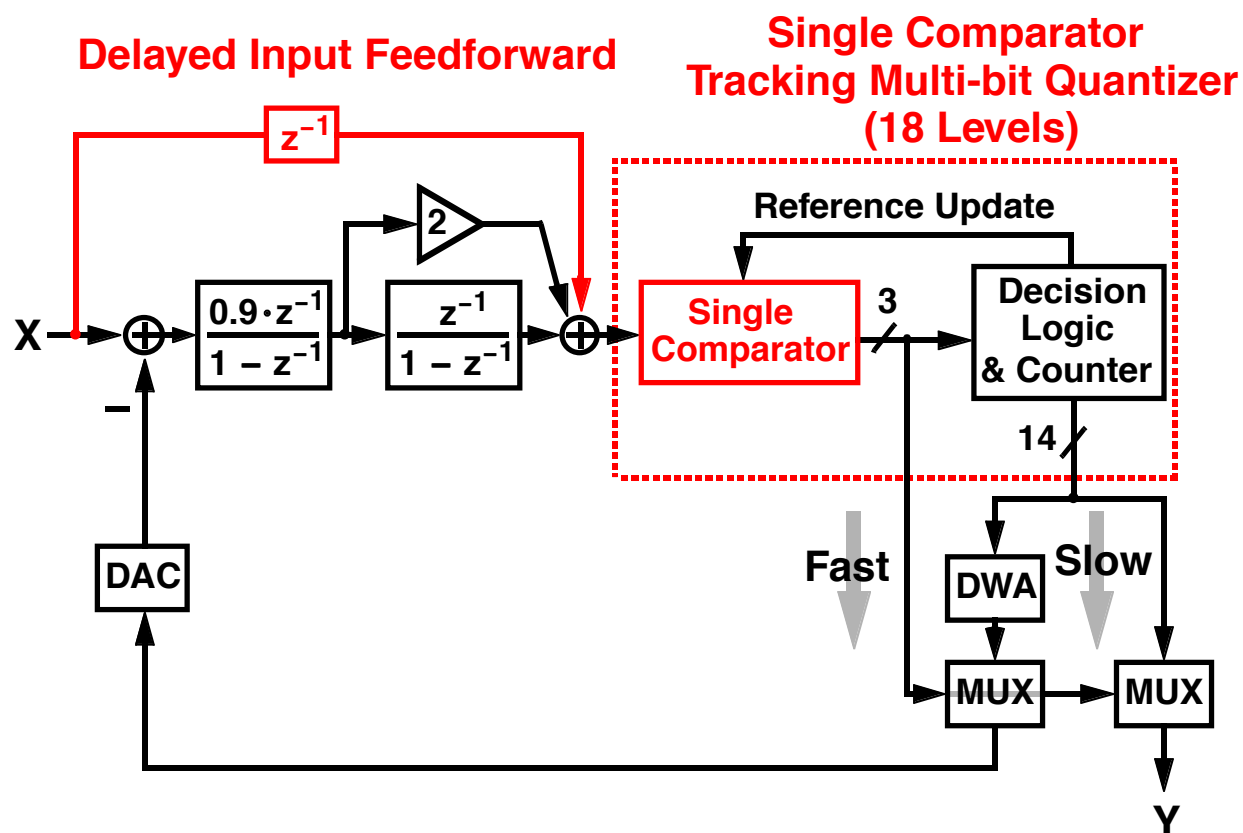 Single Comparator
Tracking Multi-bit Quantizer
(18 Levels)
Delayed Input Feedforward
z⁻¹
Reference Update
2
X
+
0.9·z⁻¹
1 − z⁻¹
z⁻¹
1 − z⁻¹
+
Single
Comparator
3
Decision
Logic
& Counter
−
14
DAC
Fast
DWA
Slow
MUX
MUX
Y